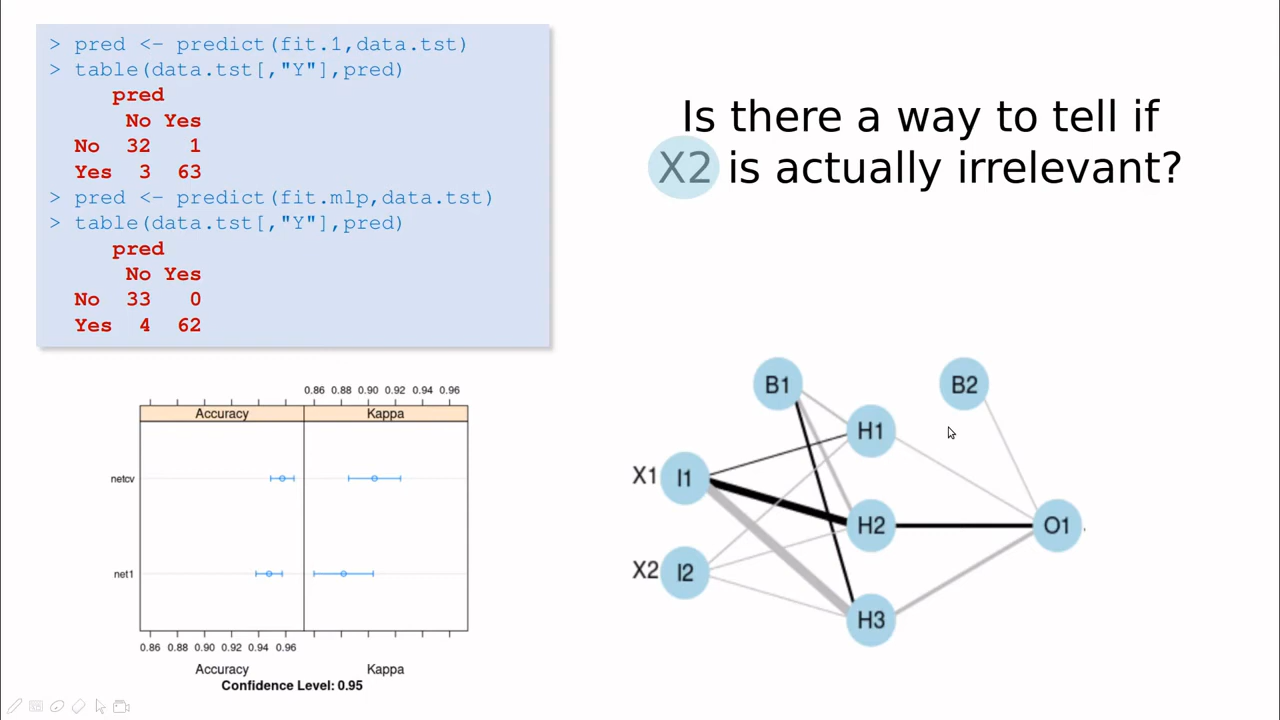 > pred <- predict(fit.1,data.tst)
> table(data.tst[,"Y"],pred)
pred
No Yes
No 32 1
Yes 3 63
> pred <- predict(fit.mlp,data.tst)
> table(data.tst[,"Y"],pred)
pred
No Yes
No 33 0
Yes 4 62
Is there a way to tell if
X2 is actually irrelevant?
0.86 0.88 0.90 0.92 0.94 0.96
Accuracy Kappa
netcv
net1
0.86 0.88 0.90 0.92 0.94 0.96
Accuracy Kappa
Confidence Level: 0.95
B1 B2
H1
X1 I1
H2 O1
X2 I2
H3